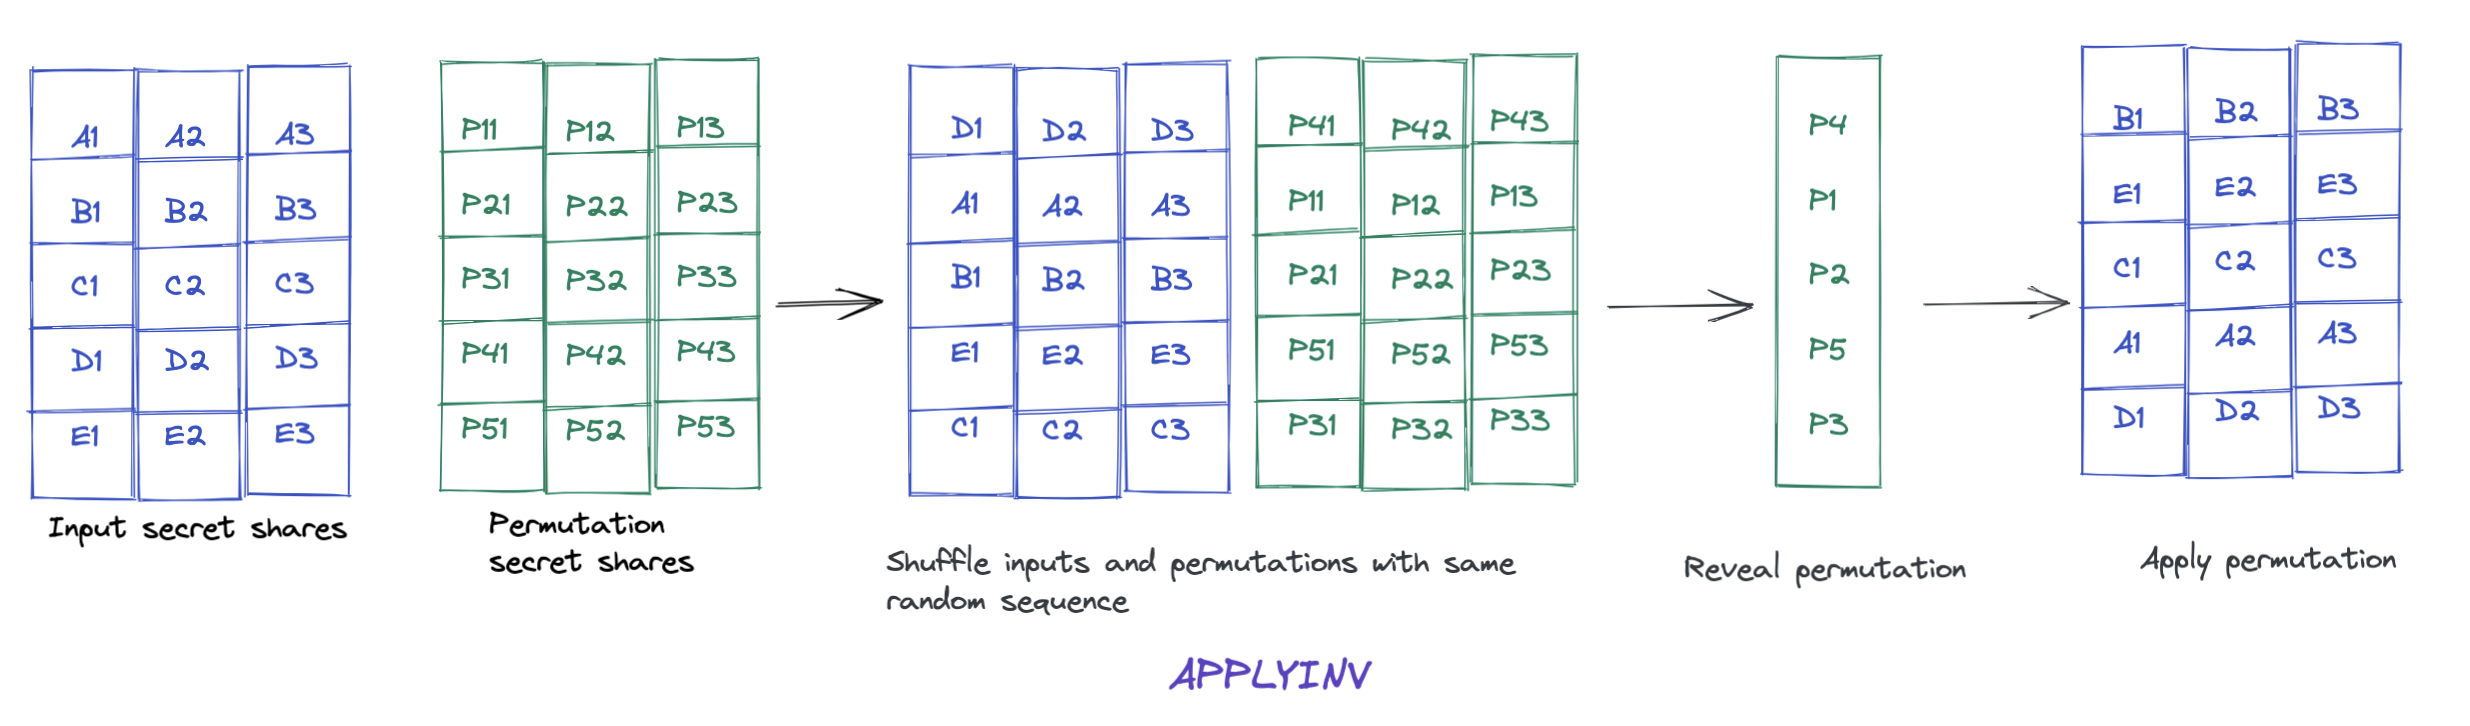 A1 A2 A3 P11 P12 P13 D1 D2 D3 P41 P42 P43 P4 B1 B2 B3
B1 B2 B3 P21 P22 P23 A1 A2 A3 P11 P12 P13 P1 E1 E2 E3
C1 C2 C3 P31 P32 P33 B1 B2 B3 P21 P22 P23 P2 C1 C2 C3
D1 D2 D3 P41 P42 P43 E1 E2 E3 P51 P52 P53 P5 A1 A2 A3
E1 E2 E3 P51 P52 P53 C1 C2 C3 P31 P32 P33 P3 D1 D2 D3
Input secret shares
Permutation
secret shares
Shuffle inputs and permutations with same
random sequence
Reveal permutation
Apply permutation
APPLYINV